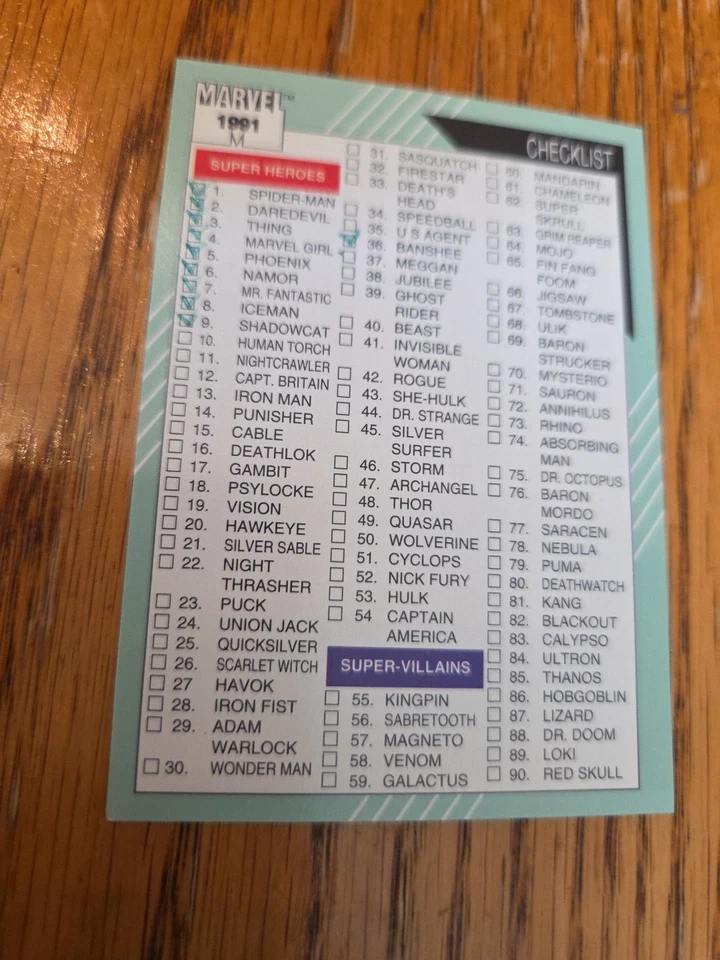 MARVEL™
1991
M
CHECKLIST
SUPER HEROES
1. SPIDER-MAN
2. DAREDEVIL
3. THING
4. MARVEL GIRL
5. PHOENIX
6. NAMOR
7. MR. FANTASTIC
8. ICEMAN
9. SHADOWCAT
10. HUMAN TORCH
11. NIGHTCRAWLER
12. CAPT. BRITAIN
13. IRON MAN
14. PUNISHER
15. CABLE
16. DEATHLOK
17. GAMBIT
18. PSYLOCKE
19. VISION
20. HAWKEYE
21. SILVER SABLE
22. NIGHT
THRASHER
23. PUCK
24. UNION JACK
25. QUICKSILVER
26. SCARLET WITCH
27 HAVOK
28. IRON FIST
29. ADAM
WARLOCK
30. WONDER MAN
31. SASQUATCH
32. FIRESTAR
33. DEATH'S
HEAD
34. SPEEDBALL
35. U S AGENT
36. BANSHEE
37. MEGGAN
38. JUBILEE
39. GHOST
RIDER
40. BEAST
41. INVISIBLE
WOMAN
42. ROGUE
43. SHE-HULK
44. DR. STRANGE
45. SILVER
SURFER
46. STORM
47. ARCHANGEL
48. THOR
49. QUASAR
50. WOLVERINE
51. CYCLOPS
52. NICK FURY
53. HULK
54 CAPTAIN
AMERICA
SUPER-VILLAINS
55. KINGPIN
56. SABRETOOTH
57. MAGNETO
58. VENOM
59. GALACTUS
60. MANDARIN
61. CHAMELEON
62. SUPER
SKRULL
63. GRIM REAPER
64. MOJO
65. FIN FANG
FOOM
66. JIGSAW
67. TOMBSTONE
68. ULIK
69. BARON
STRUCKER
70. MYSTERIO
71. SAURON
72. ANNIHILUS
73. RHINO
74. ABSORBING
MAN
75. DR. OCTOPUS
76. BARON
MORDO
77. SARACEN
78. NEBULA
79. PUMA
80. DEATHWATCH
81. KANG
82. BLACKOUT
83. CALYPSO
84. ULTRON
85. THANOS
86. HOBGOBLIN
87. LIZARD
88. DR. DOOM
89. LOKI
90. RED SKULL